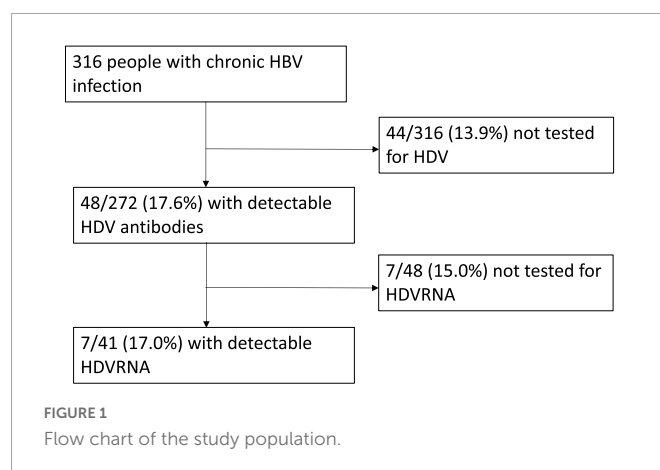 316 people with chronic HBV
infection
44/316 (13.9%) not tested
for HDV
48/272 (17.6%) with detectable
HDV antibodies
7/48 (15.0%) not tested for
HDVRNA
7/41 (17.0%) with detectable
HDVRNA
FIGURE 1
Flow chart of the study population.